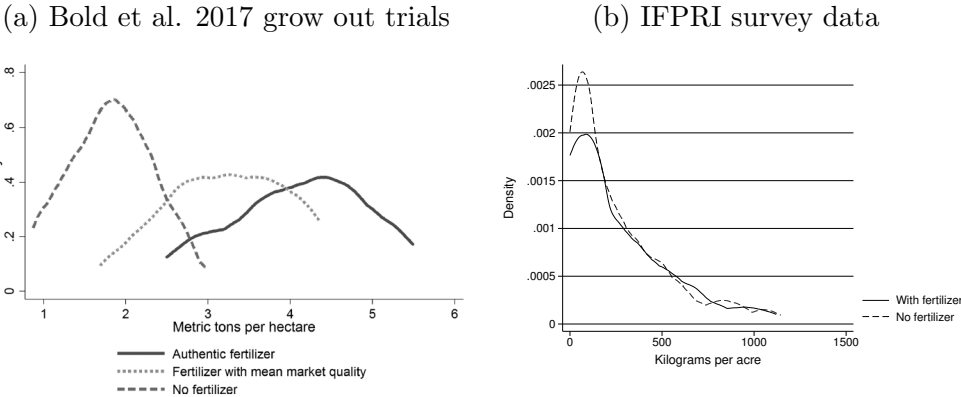 (a) Bold et al. 2017 grow out trials
.8
.6
.4
.2
0
1 2 3 4 5 6
Metric tons per hectare
Authentic fertilizer
Fertilizer with mean market quality
No fertilizer
(b) IFPRI survey data
Density
.0025
.002
.0015
.001
.0005
0
0 500 1000 1500
Kilograms per acre
With fertilizer
No fertilizer